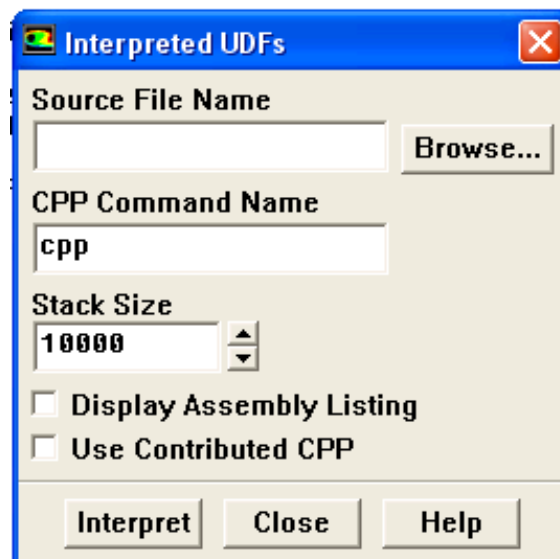 Interpreted UDFs
Source File Name
Browse...
CPP Command Name
cpp
Stack Size
10000
Display Assembly Listing
Use Contributed CPP
Interpret Close Help